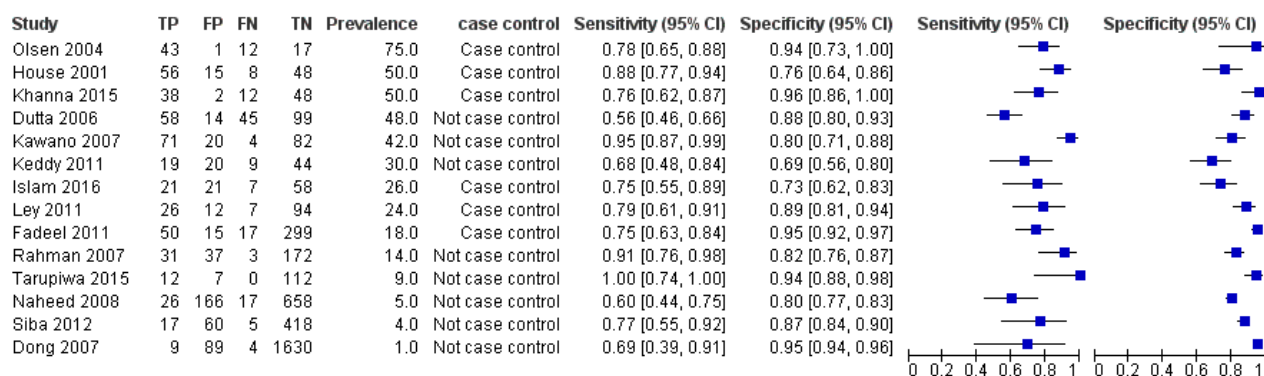 Study TP FP FN TN Prevalence case control Sensitivity (95% CI) Specificity (95% CI) Sensitivity (95% CI) Specificity (95% CI)
Olsen 2004 43 1 12 17 75.0 Case control 0.78 [0.65, 0.88] 0.94 [0.73, 1.00]
House 2001 56 15 8 48 50.0 Case control 0.88 [0.77, 0.94] 0.76 [0.64, 0.86]
Khanna 2015 38 2 12 48 50.0 Case control 0.76 [0.62, 0.87] 0.96 [0.86, 1.00]
Dutta 2006 58 14 45 99 48.0 Not case control 0.56 [0.46, 0.66] 0.88 [0.80, 0.93]
Kawano 2007 71 20 4 82 42.0 Not case control 0.95 [0.87, 0.99] 0.80 [0.71, 0.88]
Keddy 2011 19 20 9 44 30.0 Not case control 0.68 [0.48, 0.84] 0.69 [0.56, 0.80]
Islam 2016 21 21 7 58 26.0 Case control 0.75 [0.55, 0.89] 0.73 [0.62, 0.83]
Ley 2011 26 12 7 94 24.0 Case control 0.79 [0.61, 0.91] 0.89 [0.81, 0.94]
Fadeel 2011 50 15 17 299 18.0 Case control 0.75 [0.63, 0.84] 0.95 [0.92, 0.97]
Rahman 2007 31 37 3 172 14.0 Not case control 0.91 [0.76, 0.98] 0.82 [0.76, 0.87]
Tarupiwa 2015 12 7 0 112 9.0 Not case control 1.00 [0.74, 1.00] 0.94 [0.88, 0.98]
Naheed 2008 26 166 17 658 5.0 Not case control 0.60 [0.44, 0.75] 0.80 [0.77, 0.83]
Siba 2012 17 60 5 418 4.0 Not case control 0.77 [0.55, 0.92] 0.87 [0.84, 0.90]
Dong 2007 9 89 4 1630 1.0 Not case control 0.69 [0.39, 0.91] 0.95 [0.94, 0.96]
0 0.2 0.4 0.6 0.8 1 0 0.2 0.4 0.6 0.8 1